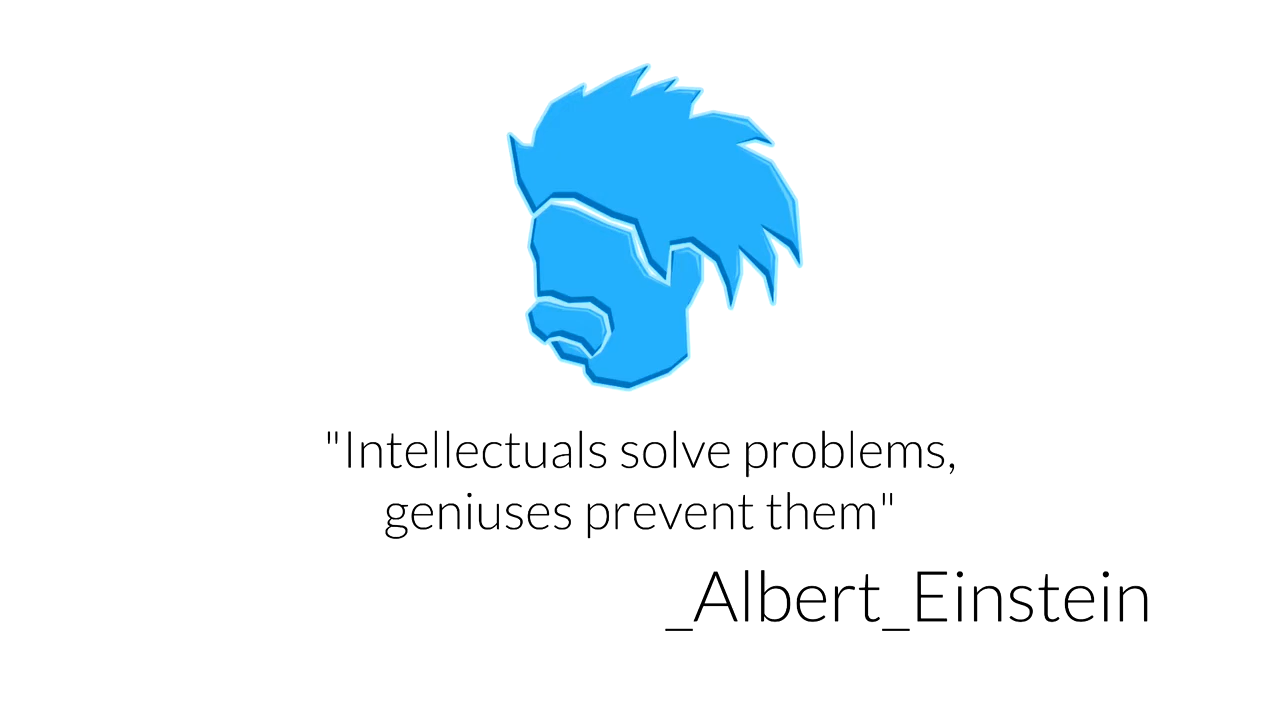 "Intellectuals solve problems,
geniuses prevent them"
_Albert_Einstein